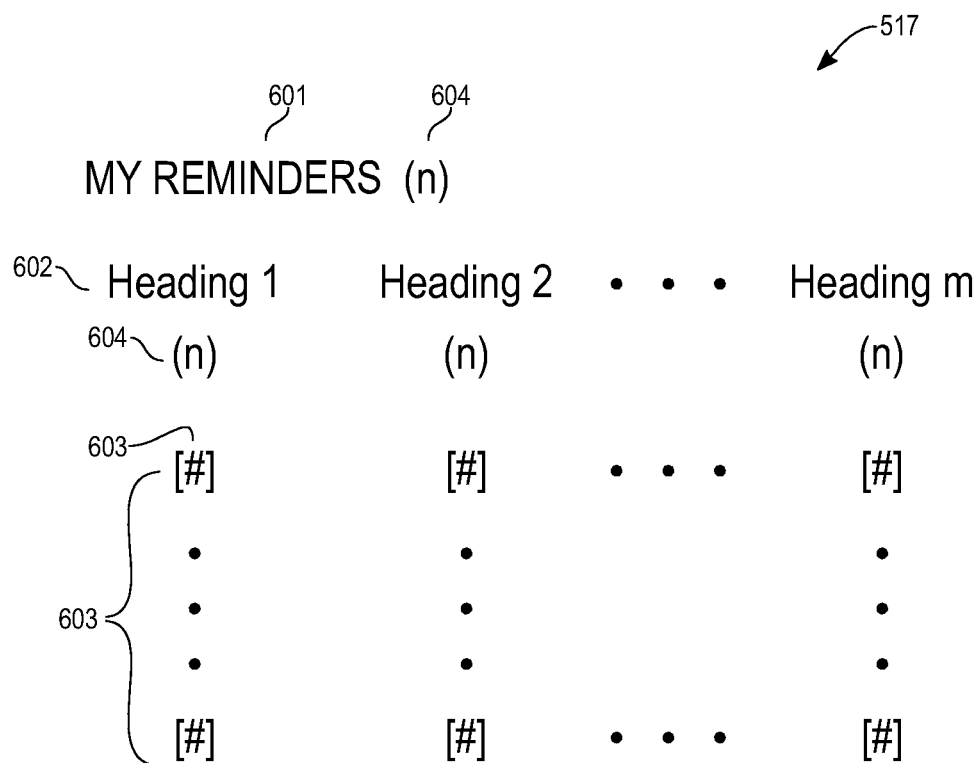 517
601 604
MY REMINDERS (n)
602 Heading 1 Heading 2 • • • Heading m
604 (n) (n) (n)
603 [#] [#] • • • [#]
• • •
• • •
603
• • •
[#] [#] • • • [#]